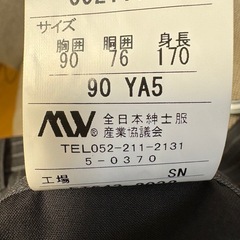 サイズ
胸囲 胴囲 身長
90 76 170
90 YA5
MW® 全日本紳士服
産業協議会
TEL052-211-2131
5-0370
工場 SN